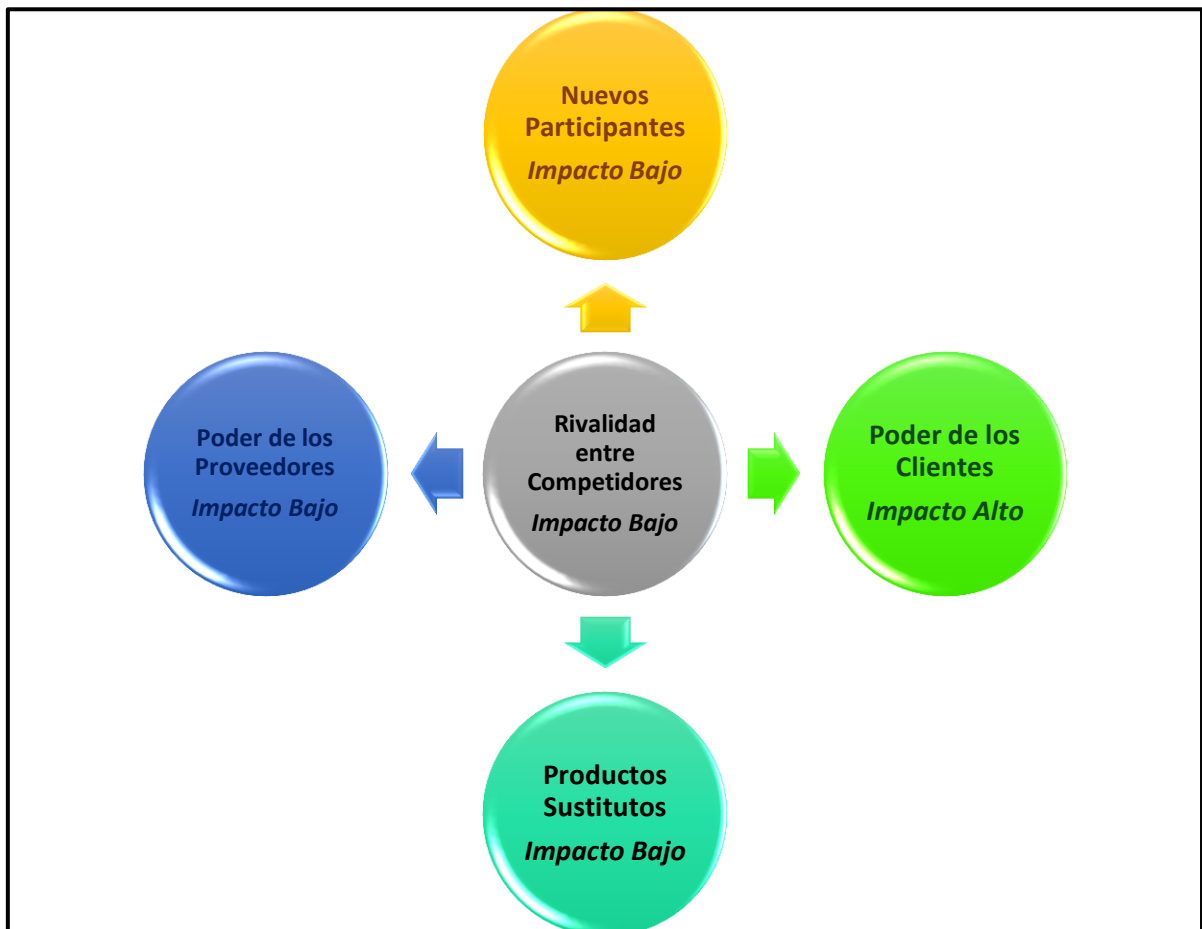 Nuevos
Participantes
Impacto Bajo
Poder de los
Proveedores
Impacto Bajo
Rivalidad
entre
Competidores
Impacto Bajo
Poder de los
Clientes
Impacto Alto
Productos
Sustitutos
Impacto Bajo